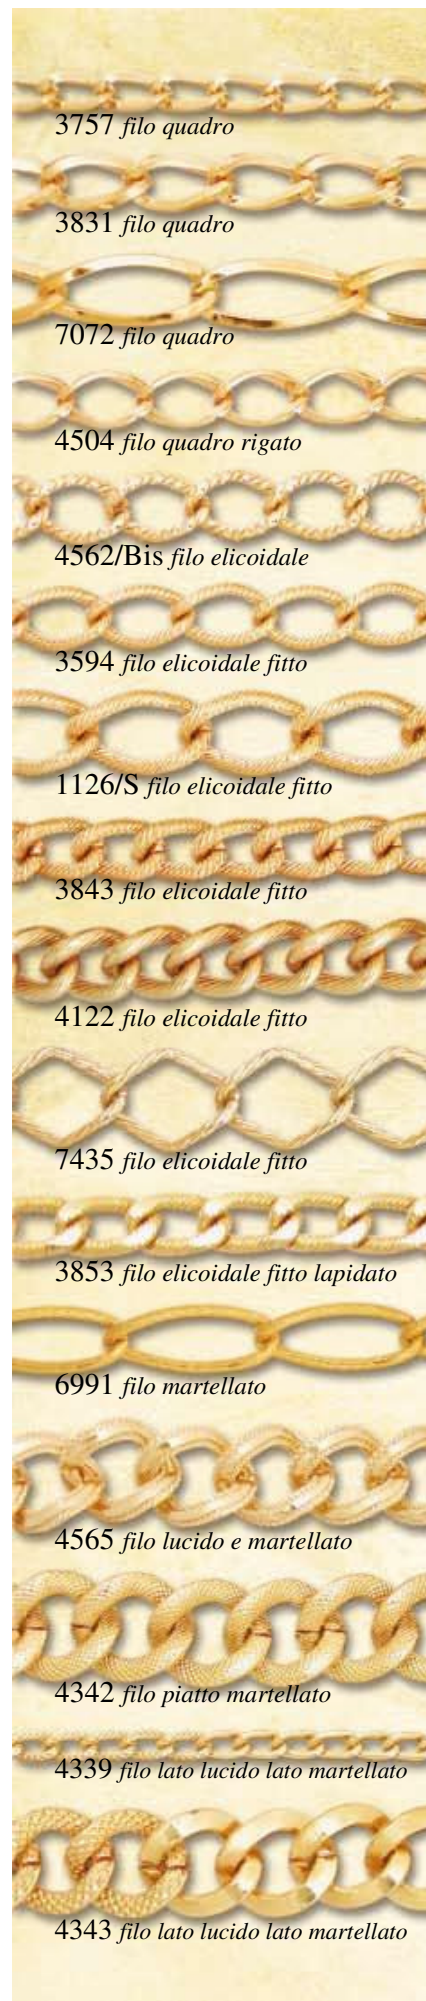 3757 filo quadro
3831 filo quadro
7072 filo quadro
4504 filo quadro rigato
4562/Bis filo elicoidale
3594 filo elicoidale fitto
1126/S filo elicoidale fitto
3843 filo elicoidale fitto
4122 filo elicoidale fitto
7435 filo elicoidale fitto
3853 filo elicoidale fitto lapidato
6991 filo martellato
4565 filo lucido e martellato
4342 filo piatto martellato
4339 filo lato lucido lato martellato
4343 filo lato lucido lato martellato